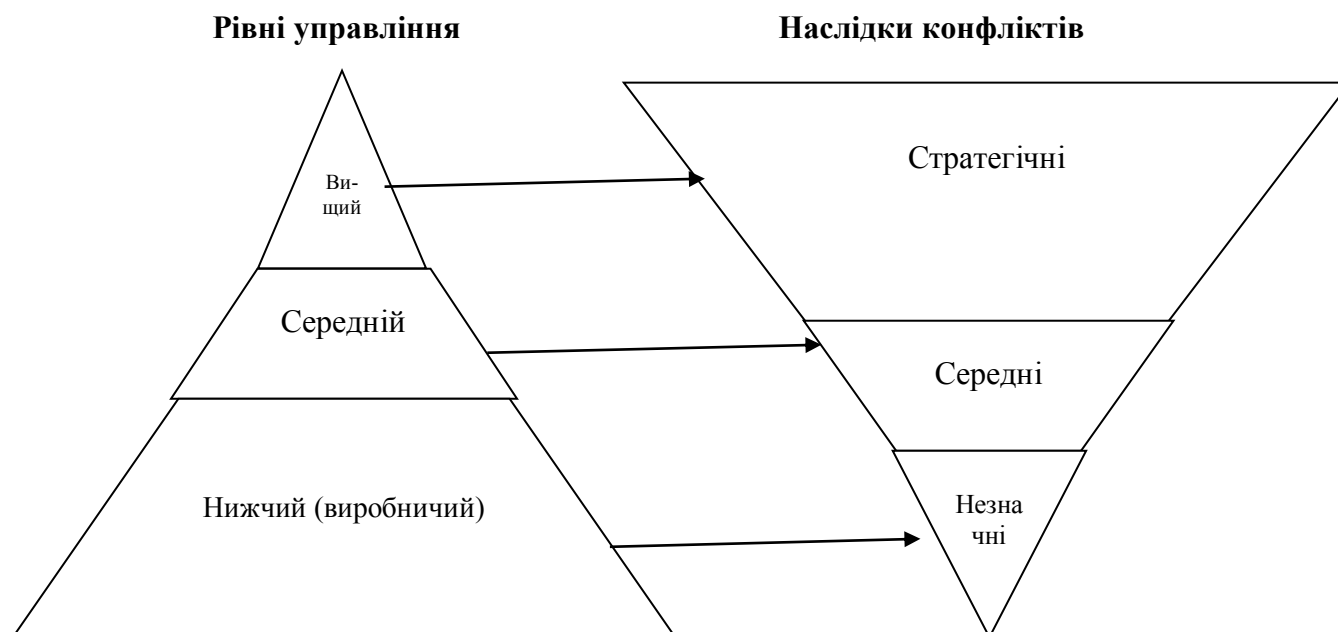 Рівні управління
Наслідки конфліктів
Ви-
щий
Стратегічні
Середній
Середні
Нижчий (виробничий)
Незна
чні